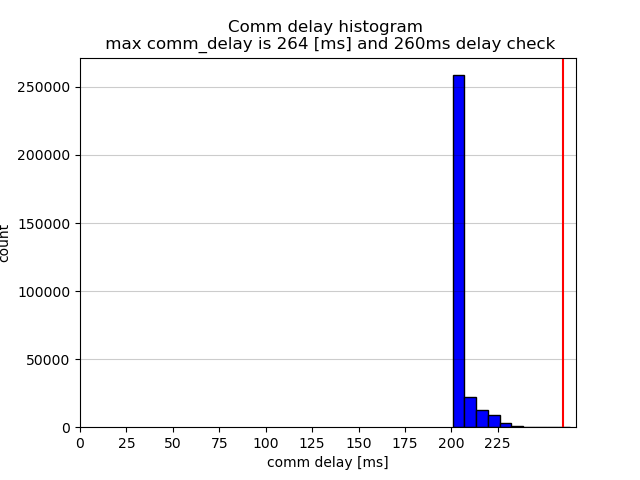 Comm delay histogram
max comm_delay is 264 [ms] and 260ms delay check
250000
200000
150000
100000
50000
0
count
0 25 50 75 100 125 150 175 200 225
comm delay [ms]